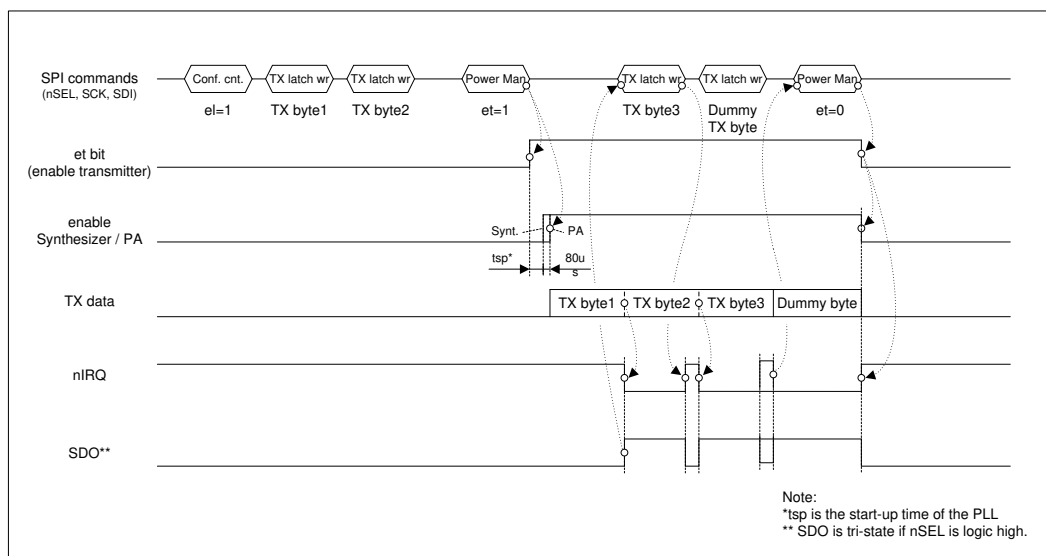 SPI commands
(nSEL, SCK, SDI)
Conf. cnt.
TX latch wr
TX latch wr
Power Man
TX latch wr
TX latch wr
Power Man
el=1
TX byte1
TX byte2
et=1
TX byte3
Dummy
TX byte
et=0
et bit
(enable transmitter)
enable
Synthesizer / PA
Synt.
PA
tsp*
80u
s
TX data
TX byte1
TX byte2
TX byte3
Dummy byte
nIRQ
SDO**
Note:
*tsp is the start-up time of the PLL
** SDO is tri-state if nSEL is logic high.